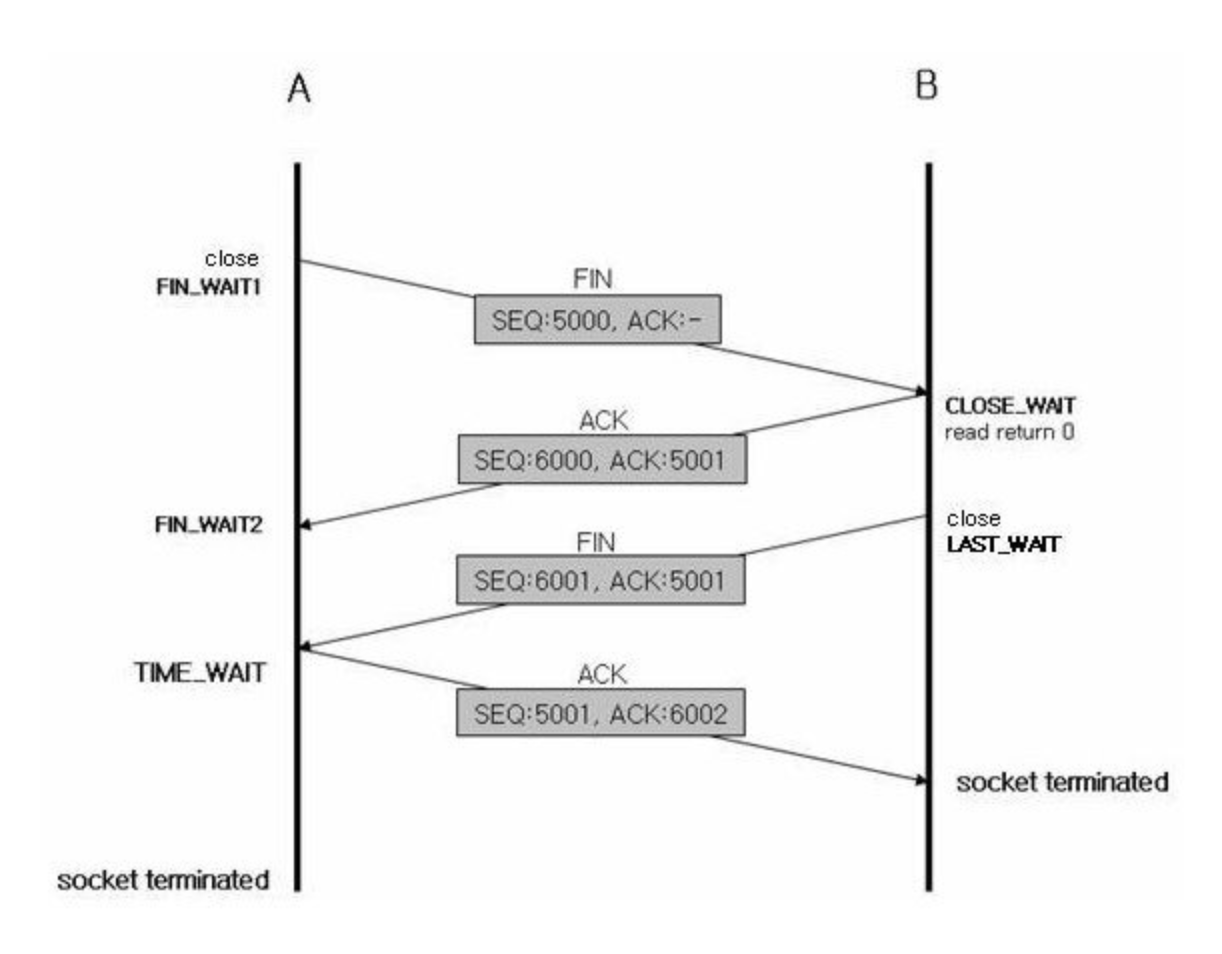 A
B
close
FIN_WAIT1
FIN
SEQ:5000, ACK:-
CLOSE_WAIT
read return 0
ACK
SEQ:6000, ACK:5001
FIN_WAIT2
close
LAST_WAIT
FIN
SEQ:6001, ACK:5001
TIME_WAIT
ACK
SEQ:5001, ACK:6002
socket terminated
socket terminated